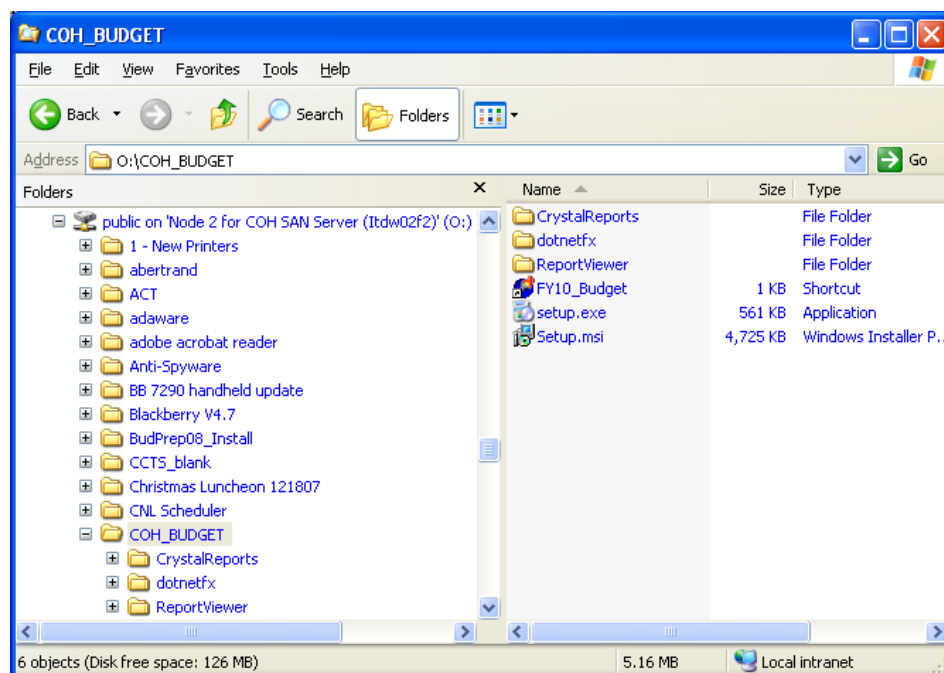 COH_BUDGET
File Edit View Favorites Tools Help
Back Search Folders
Address O:\COH_BUDGET Go
Folders x Name Size Type
public on 'Node 2 for COH SAN Server (Itdw02f2)' (O:)
1 - New Printers
abertrand
ACT
adaware
adobe acrobat reader
Anti-Spyware
BB 7290 handheld update
Blackberry V4.7
BudPrep08_Install
CCTS_blank
Christmas Luncheon 121807
CNL Scheduler
COH_BUDGET
CrystalReports
dotnetfx
ReportViewer
CrystalReports File Folder
dotnetfx File Folder
ReportViewer File Folder
FY10_Budget 1 KB Shortcut
setup.exe 561 KB Application
Setup.msi 4,725 KB Windows Installer P..
6 objects (Disk free space: 126 MB) 5.16 MB Local intranet